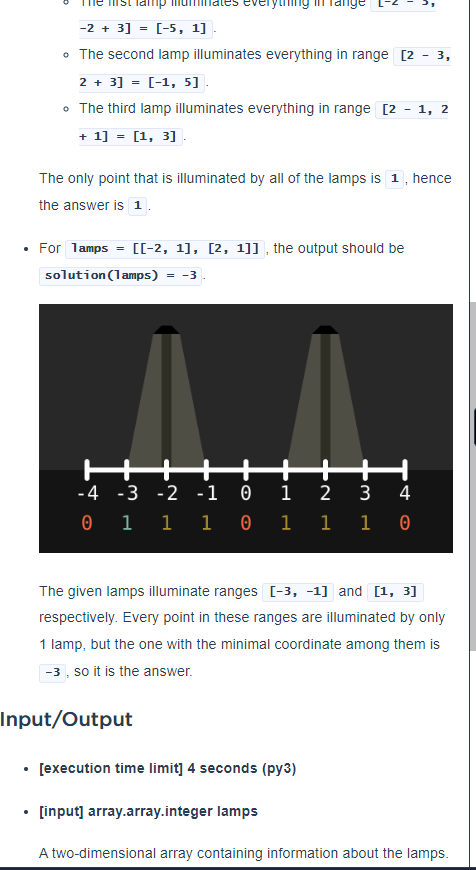 The first lamp illuminates everything in range [-2 - 3,
-2 + 3] = [-5, 1].
The second lamp illuminates everything in range [2 - 3,
2 + 3] = [-1, 5].
The third lamp illuminates everything in range [2 - 1, 2
+ 1] = [1, 3].
The only point that is illuminated by all of the lamps is 1, hence
the answer is 1.
For lamps = [[-2, 1], [2, 1]], the output should be
solution(lamps) = -3.
-4 -3 -2 -1 0 1 2 3 4
0 1 1 1 0 1 1 1 0
The given lamps illuminate ranges [-3, -1] and [1, 3]
respectively. Every point in these ranges are illuminated by only
1 lamp, but the one with the minimal coordinate among them is
-3, so it is the answer.
Input/Output
[execution time limit] 4 seconds (py3)
[input] array.array.integer lamps
A two-dimensional array containing information about the lamps.